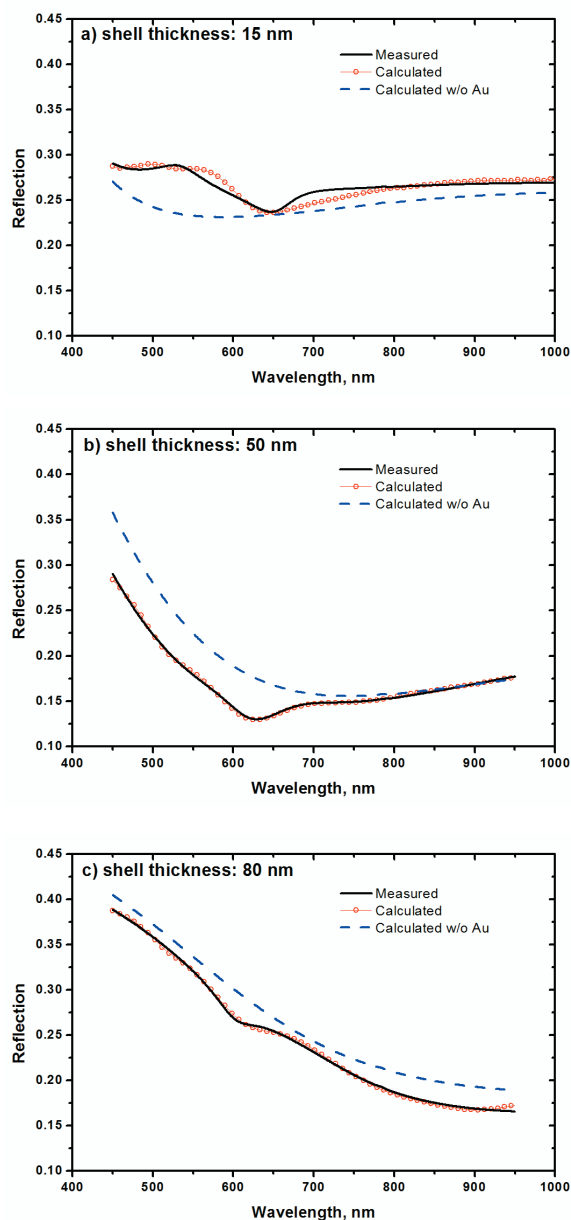 a) shell thickness: 15 nm
Measured
Calculated
Calculated w/o Au
0.45
0.40
0.35
0.30
0.25
0.20
0.15
0.10
Reflection
400 500 600 700 800 900 1000
Wavelength, nm
b) shell thickness: 50 nm
Measured
Calculated
Calculated w/o Au
0.45
0.40
0.35
0.30
0.25
0.20
0.15
0.10
Reflection
400 500 600 700 800 900 1000
Wavelength, nm
c) shell thickness: 80 nm
Measured
Calculated
Calculated w/o Au
0.45
0.40
0.35
0.30
0.25
0.20
0.15
0.10
Reflection
400 500 600 700 800 900 1000
Wavelength, nm